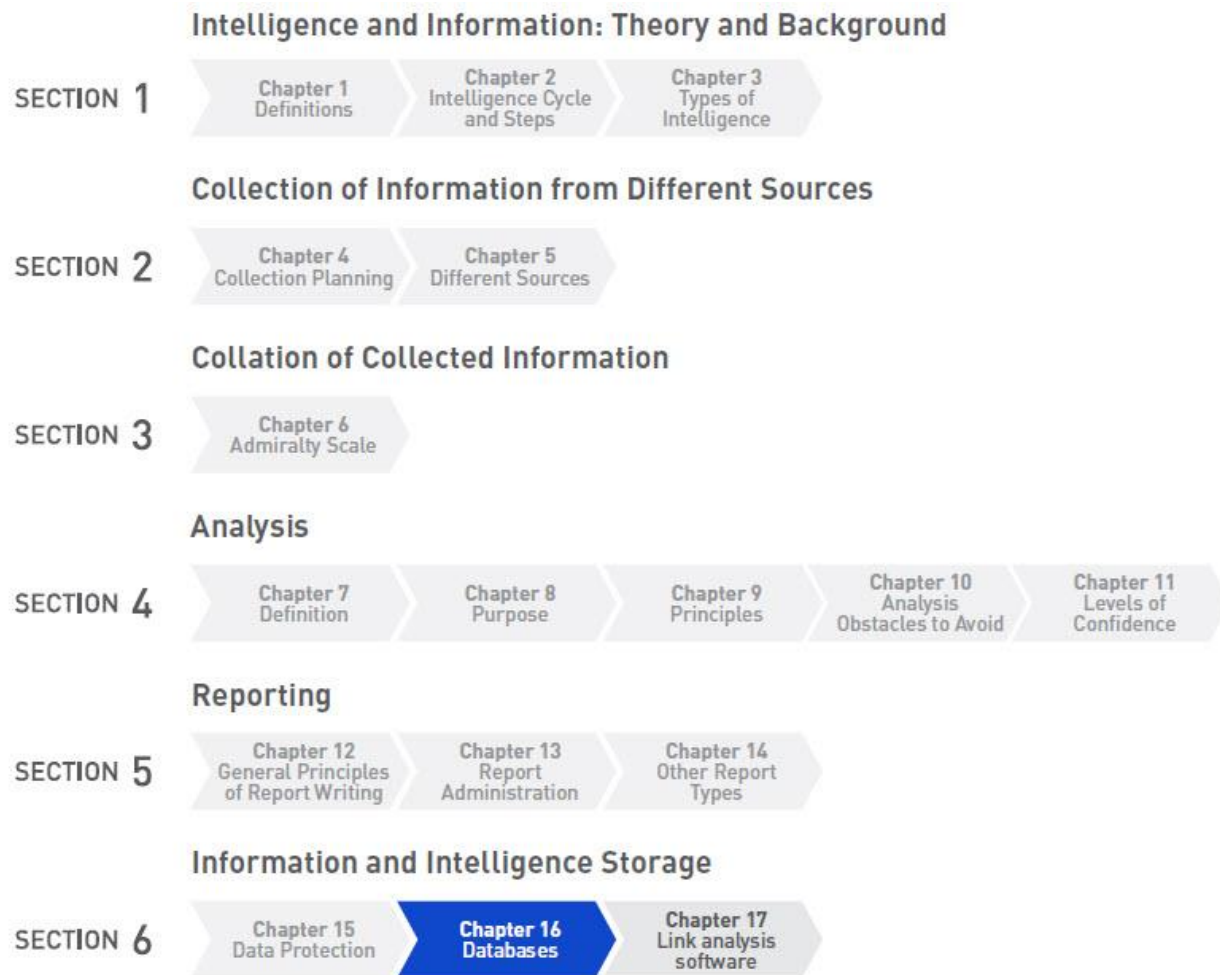 Intelligence and Information: Theory and Background
SECTION 1
Chapter 1
Definitions
Chapter 2
Intelligence Cycle
and Steps
Chapter 3
Types of
Intelligence
Collection of Information from Different Sources
SECTION 2
Chapter 4
Collection Planning
Chapter 5
Different Sources
Collation of Collected Information
SECTION 3
Chapter 6
Admiralty Scale
Analysis
SECTION 4
Chapter 7
Definition
Chapter 8
Purpose
Chapter 9
Principles
Chapter 10
Analysis
Obstacles to Avoid
Chapter 11
Levels of
Confidence
Reporting
SECTION 5
Chapter 12
General Principles
of Report Writing
Chapter 13
Report
Administration
Chapter 14
Other Report
Types
Information and Intelligence Storage
SECTION 6
Chapter 15
Data Protection
Chapter 16
Databases
Chapter 17
Link analysis
software